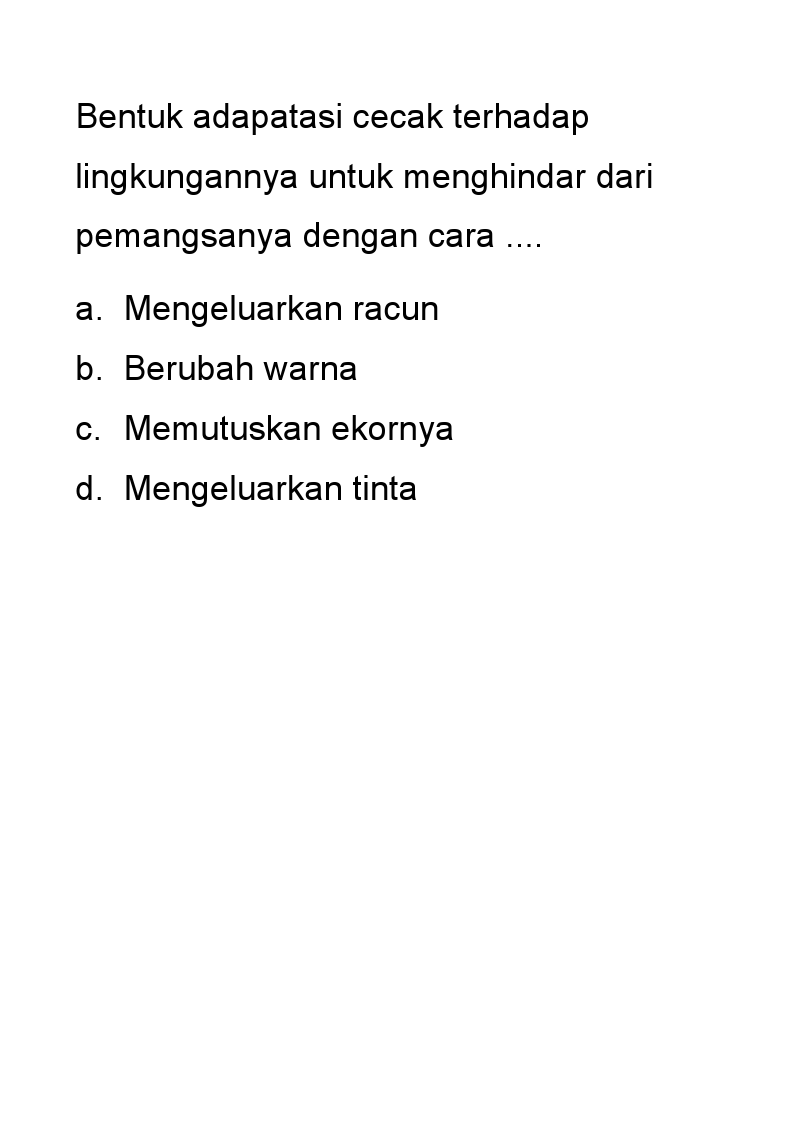 Bentuk adapatasi cecak terhadap
lingkungannya untuk menghindar dari
pemangsanya dengan cara ....
a. Mengeluarkan racun
b. Berubah warna
c. Memutuskan ekornya
d. Mengeluarkan tinta